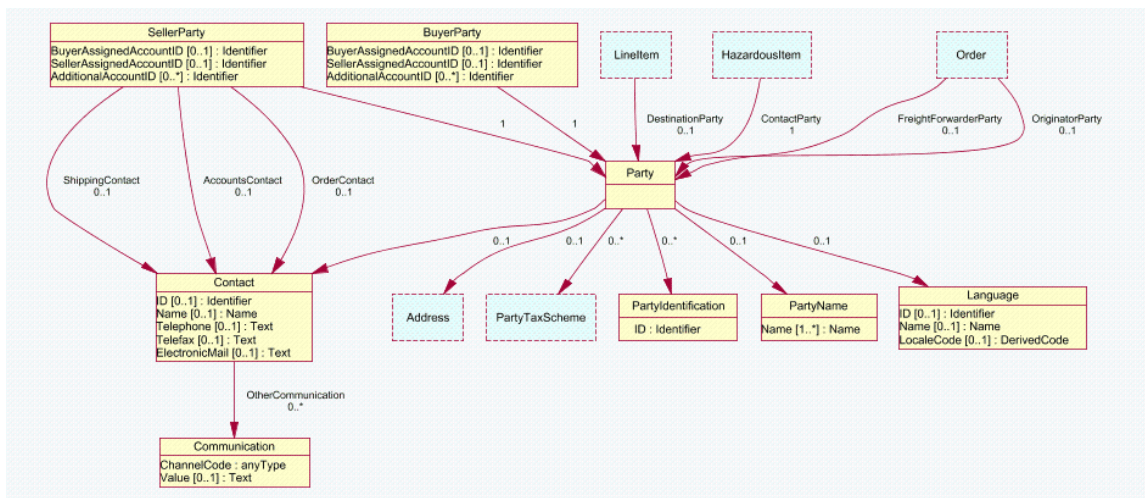 SellerParty
BuyerAssignedAccountID [0..1] : Identifier
SellerAssignedAccountID [0..1] : Identifier
AdditionalAccountID [0..*] : Identifier
BuyerParty
BuyerAssignedAccountID [0..1] : Identifier
SellerAssignedAccountID [0..1] : Identifier
AdditionalAccountID [0..*] : Identifier
LineItem
HazardousItem
Order
1
1
DestinationParty
0..1
ContactParty
1
FreightForwarderParty
0..1
OriginatorParty
0..1
ShippingContact
0..1
AccountsContact
0..1
OrderContact
0..1
Party
0..1
0..1
0..*
0..*
0..1
0..1
Contact
ID [0..1] : Identifier
Name [0..1] : Name
Telephone [0..1] : Text
Telefax [0..1] : Text
ElectronicMail [0..1] : Text
Address
PartyTaxScheme
PartyIdentification
ID : Identifier
PartyName
Name [1..*] : Name
Language
ID [0..1] : Identifier
Name [0..1] : Name
LocaleCode [0..1] : DerivedCode
OtherCommunication
0..*
Communication
ChannelCode : anyType
Value [0..1] : Text